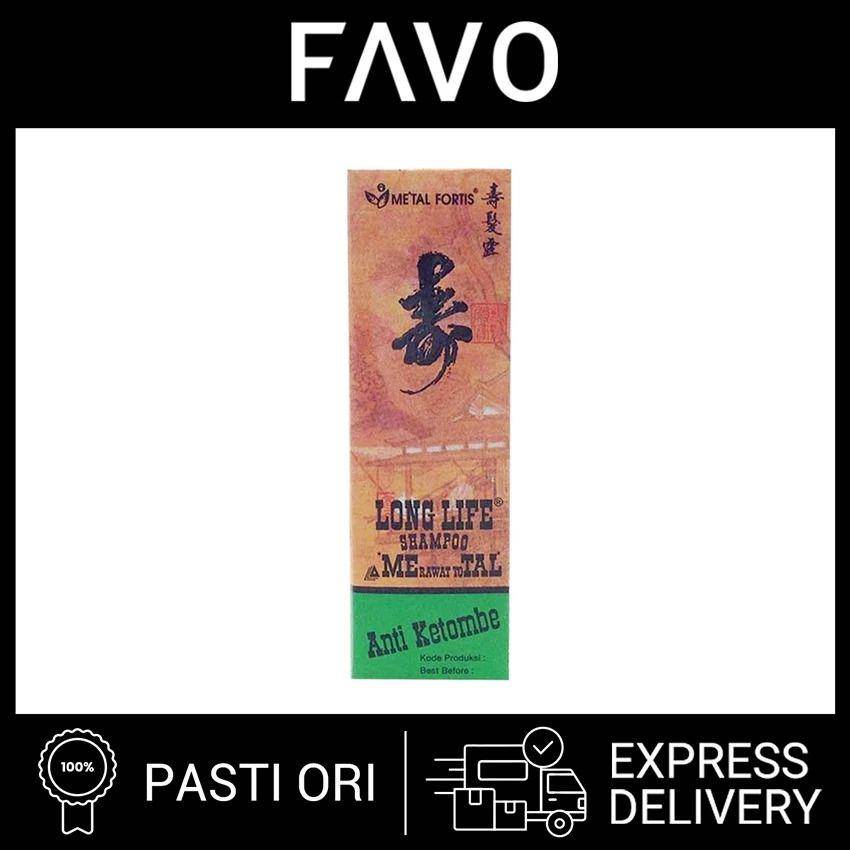 FAVO
METAL FORTIS®
壽髮靈
壽
LONG LIFE®
SHAMPOO
"MERAWAT TOTAL"
Anti Ketombe
Kode Produksi :
Best Before :
100%
PASTI ORI
EXPRESS
DELIVERY